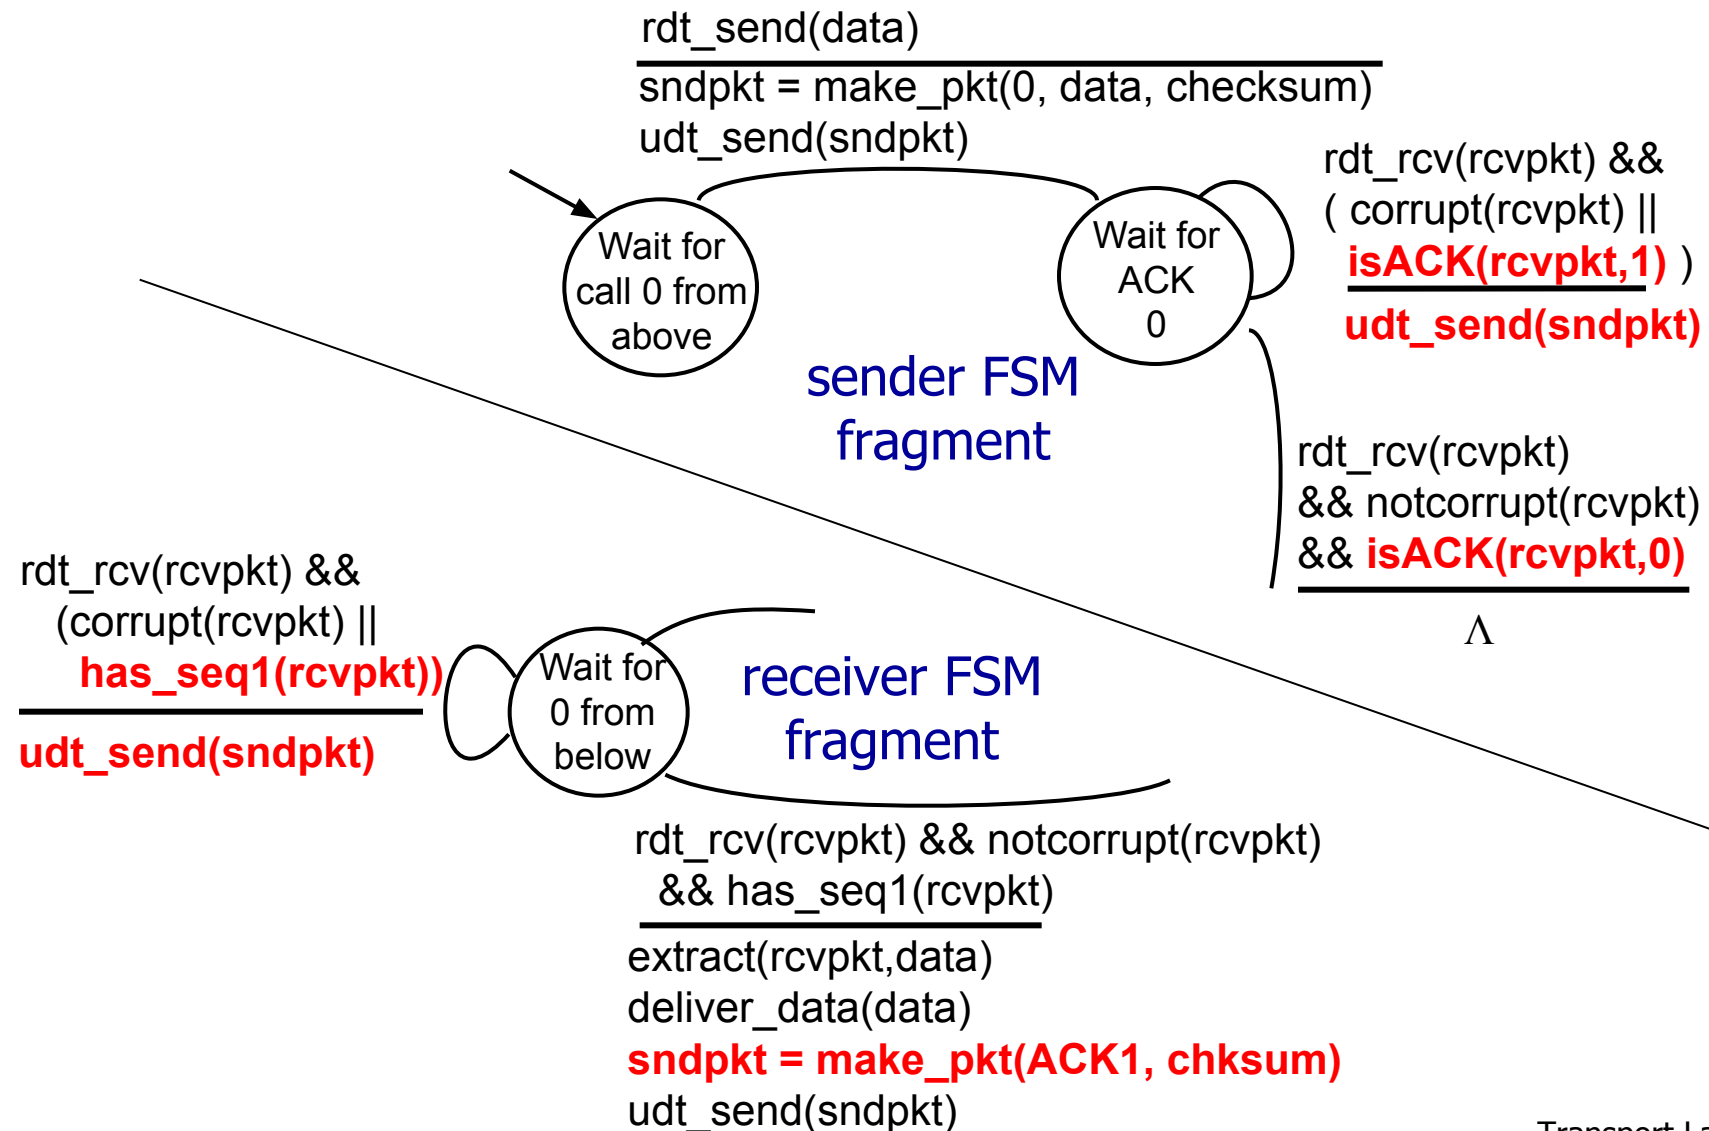 rdt_send(data)
sndpkt = make_pkt(0, data, checksum)
udt_send(sndpkt)
Wait for
call 0 from
above
Wait for
ACK
0
rdt_rcv(rcvpkt) &&
( corrupt(rcvpkt) ||
isACK(rcvpkt,1) )
udt_send(sndpkt)
sender FSM
fragment
rdt_rcv(rcvpkt)
&& notcorrupt(rcvpkt)
&& isACK(rcvpkt,0)
Λ
rdt_rcv(rcvpkt) &&
(corrupt(rcvpkt) ||
has_seq1(rcvpkt))
udt_send(sndpkt)
Wait for
0 from
below
receiver FSM
fragment
rdt_rcv(rcvpkt) && notcorrupt(rcvpkt)
&& has_seq1(rcvpkt)
extract(rcvpkt,data)
deliver_data(data)
sndpkt = make_pkt(ACK1, chksum)
udt_send(sndpkt)
Transport La